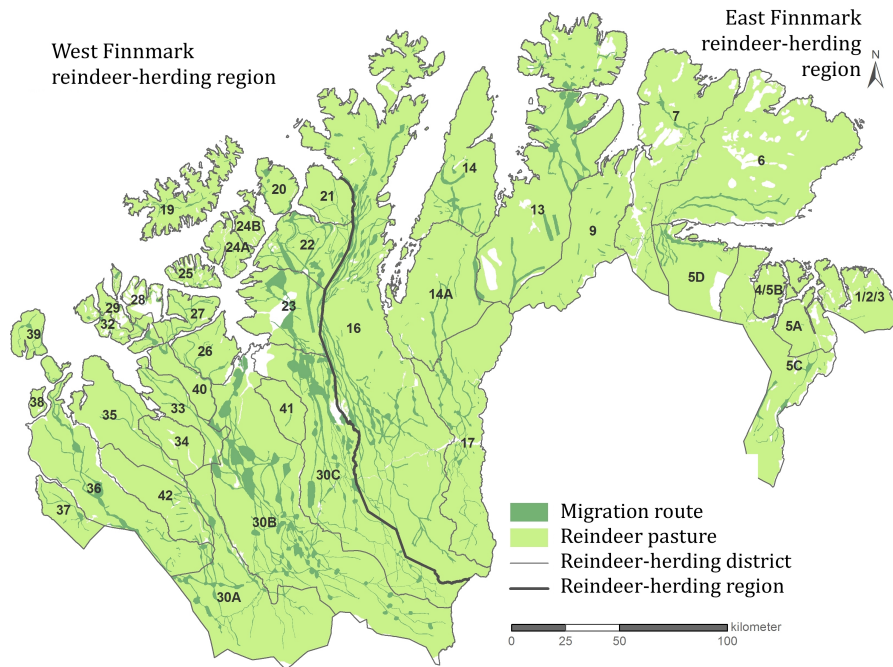 West Finnmark
reindeer-herding region
East Finnmark
reindeer-herding
region
N
7
6
14
20
21
19
13
24B
24A
22
9
25
5D
28
29
32
27
23
14A
16
4/5B
1/2/3
5A
39
26
5C
40
38
35
33
41
34
17
30C
36
42
37
30B
30A
Migration route
Reindeer pasture
Reindeer-herding district
Reindeer-herding region
kilometer
0 25 50 100